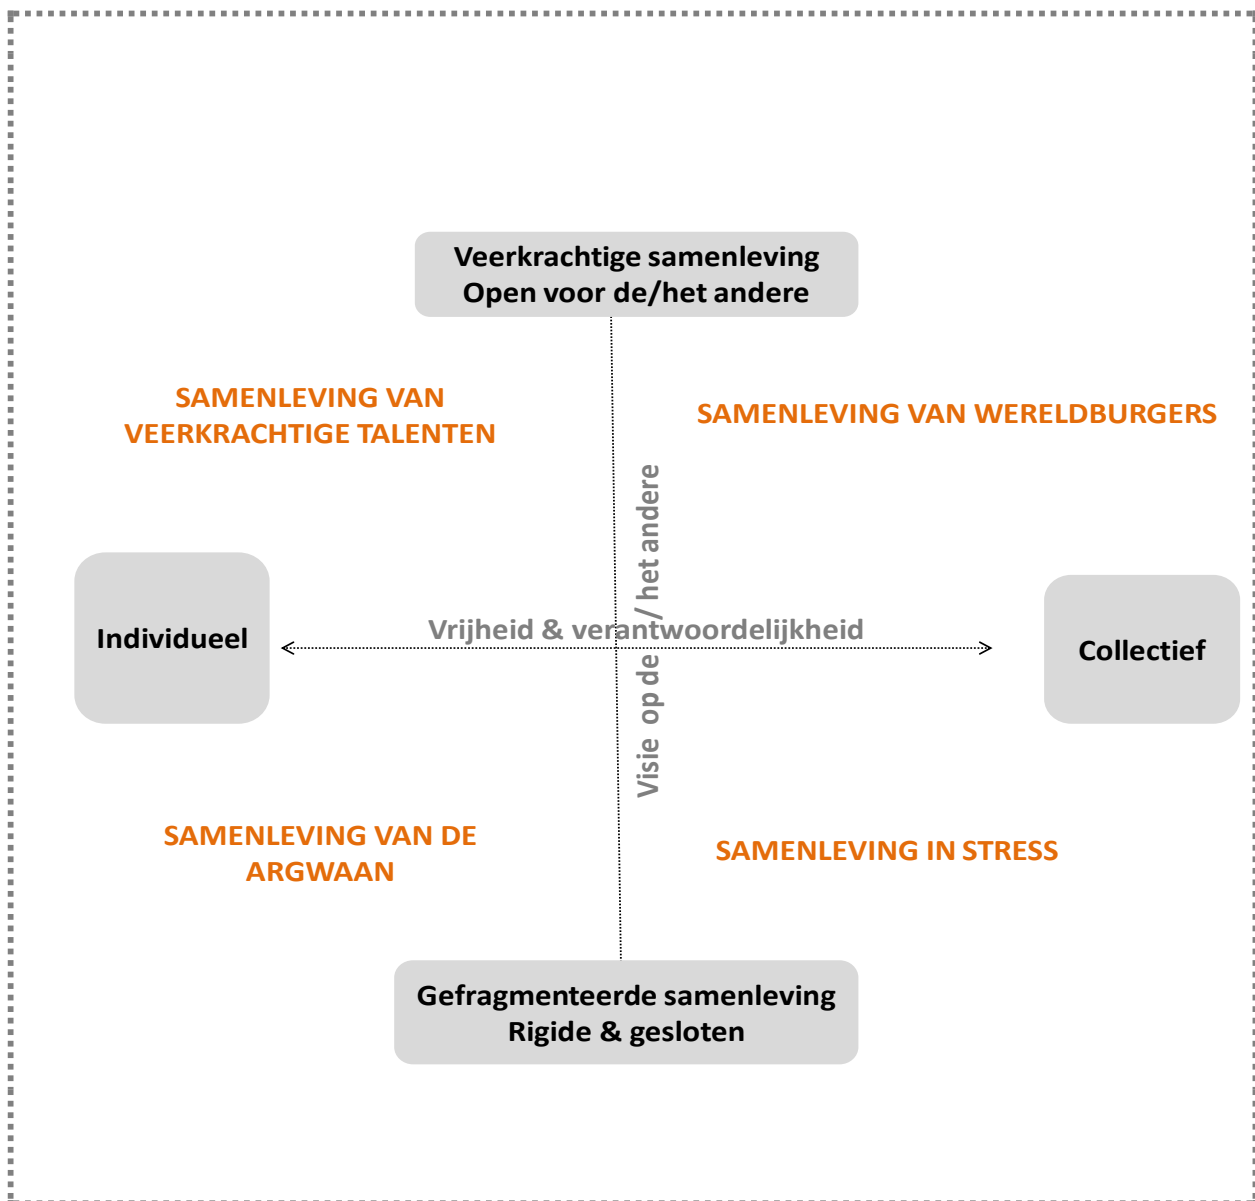 Veerkrachtige samenleving
Open voor de/het andere
SAMENLEVING VAN
VEERKRACHTIGE TALENTEN
SAMENLEVING VAN WERELDBURGERS
Visie op de / het andere
Individueel
Vrijheid & verantwoordelijkheid
Collectief
SAMENLEVING VAN DE
ARGWAAN
SAMENLEVING IN STRESS
Gefragmenteerde samenleving
Rigide & gesloten